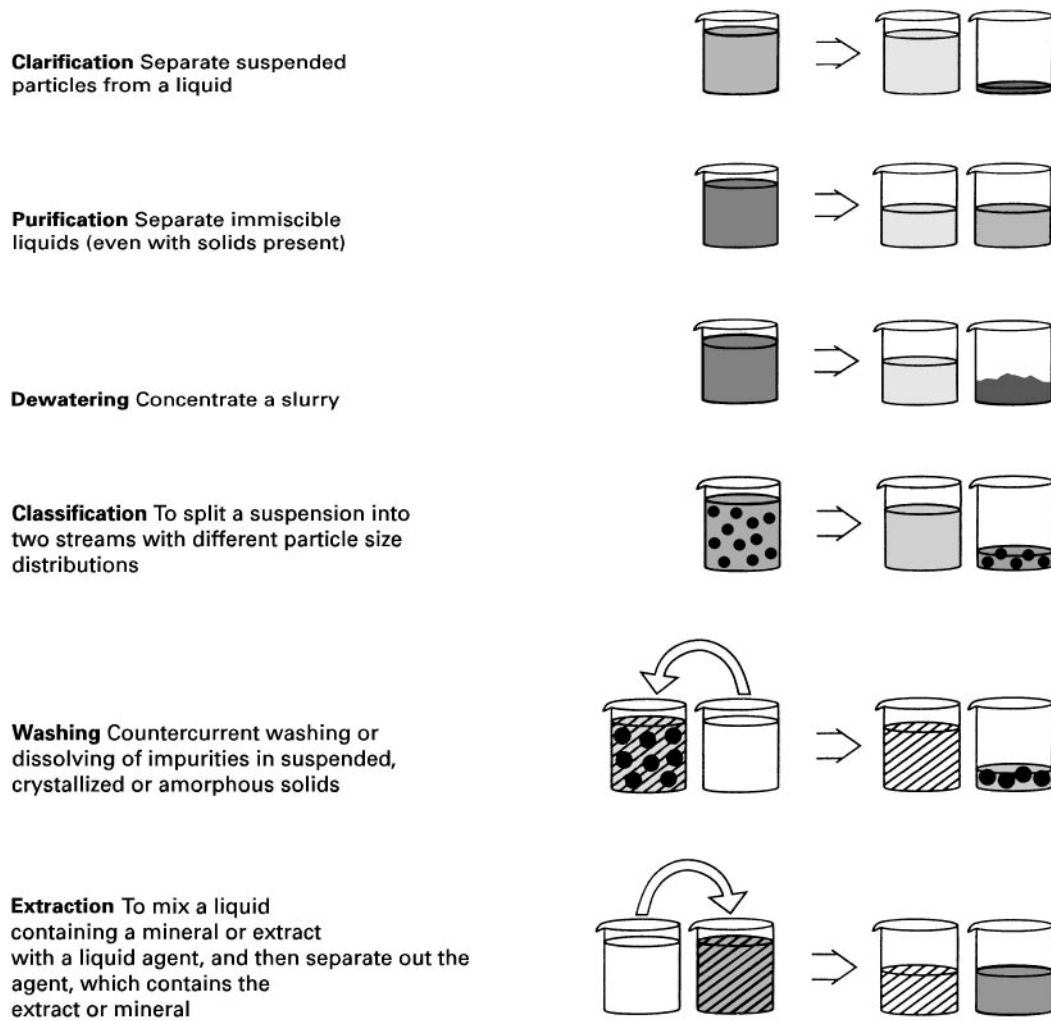 Clarification Separate suspended
particles from a liquid
Purification Separate immiscible
liquids (even with solids present)
Dewatering Concentrate a slurry
Classification To split a suspension into
two streams with different particle size
distributions
Washing Countercurrent washing or
dissolving of impurities in suspended,
crystallized or amorphous solids
Extraction To mix a liquid
containing a mineral or extract
with a liquid agent, and then separate out the
agent, which contains the
extract or mineral